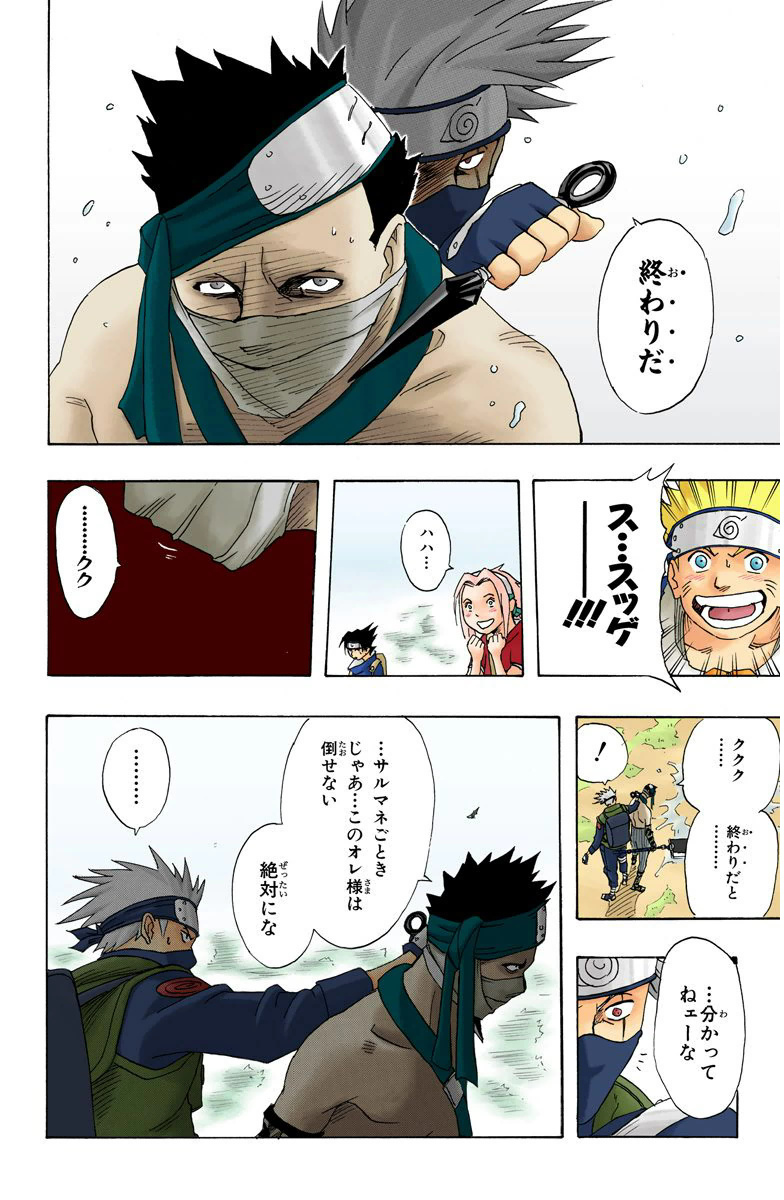 終わりだ
ス…スッゲ
――!!!
ハハ…
………クク
ククク
……
終わりだと
………
!
…分かって
ねェーな
…サルマネごとき
じゃあ…このオレ様は
倒せない
絶対にな
………